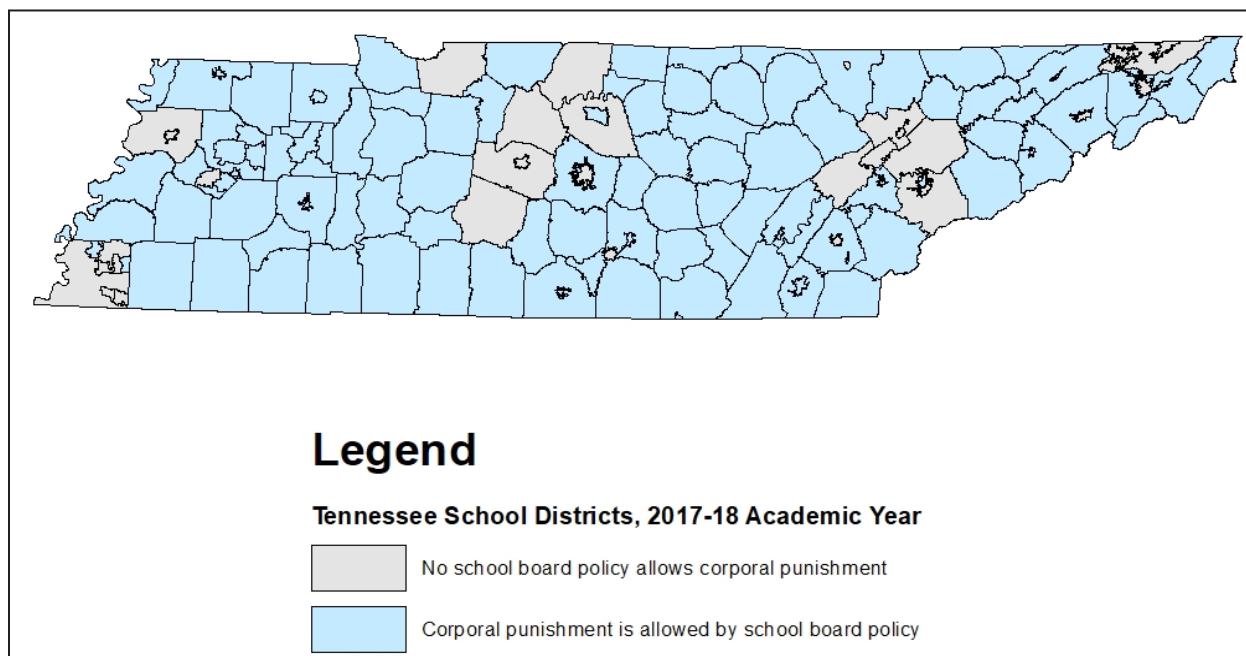 Legend
Tennessee School Districts, 2017-18 Academic Year
No school board policy allows corporal punishment
Corporal punishment is allowed by school board policy